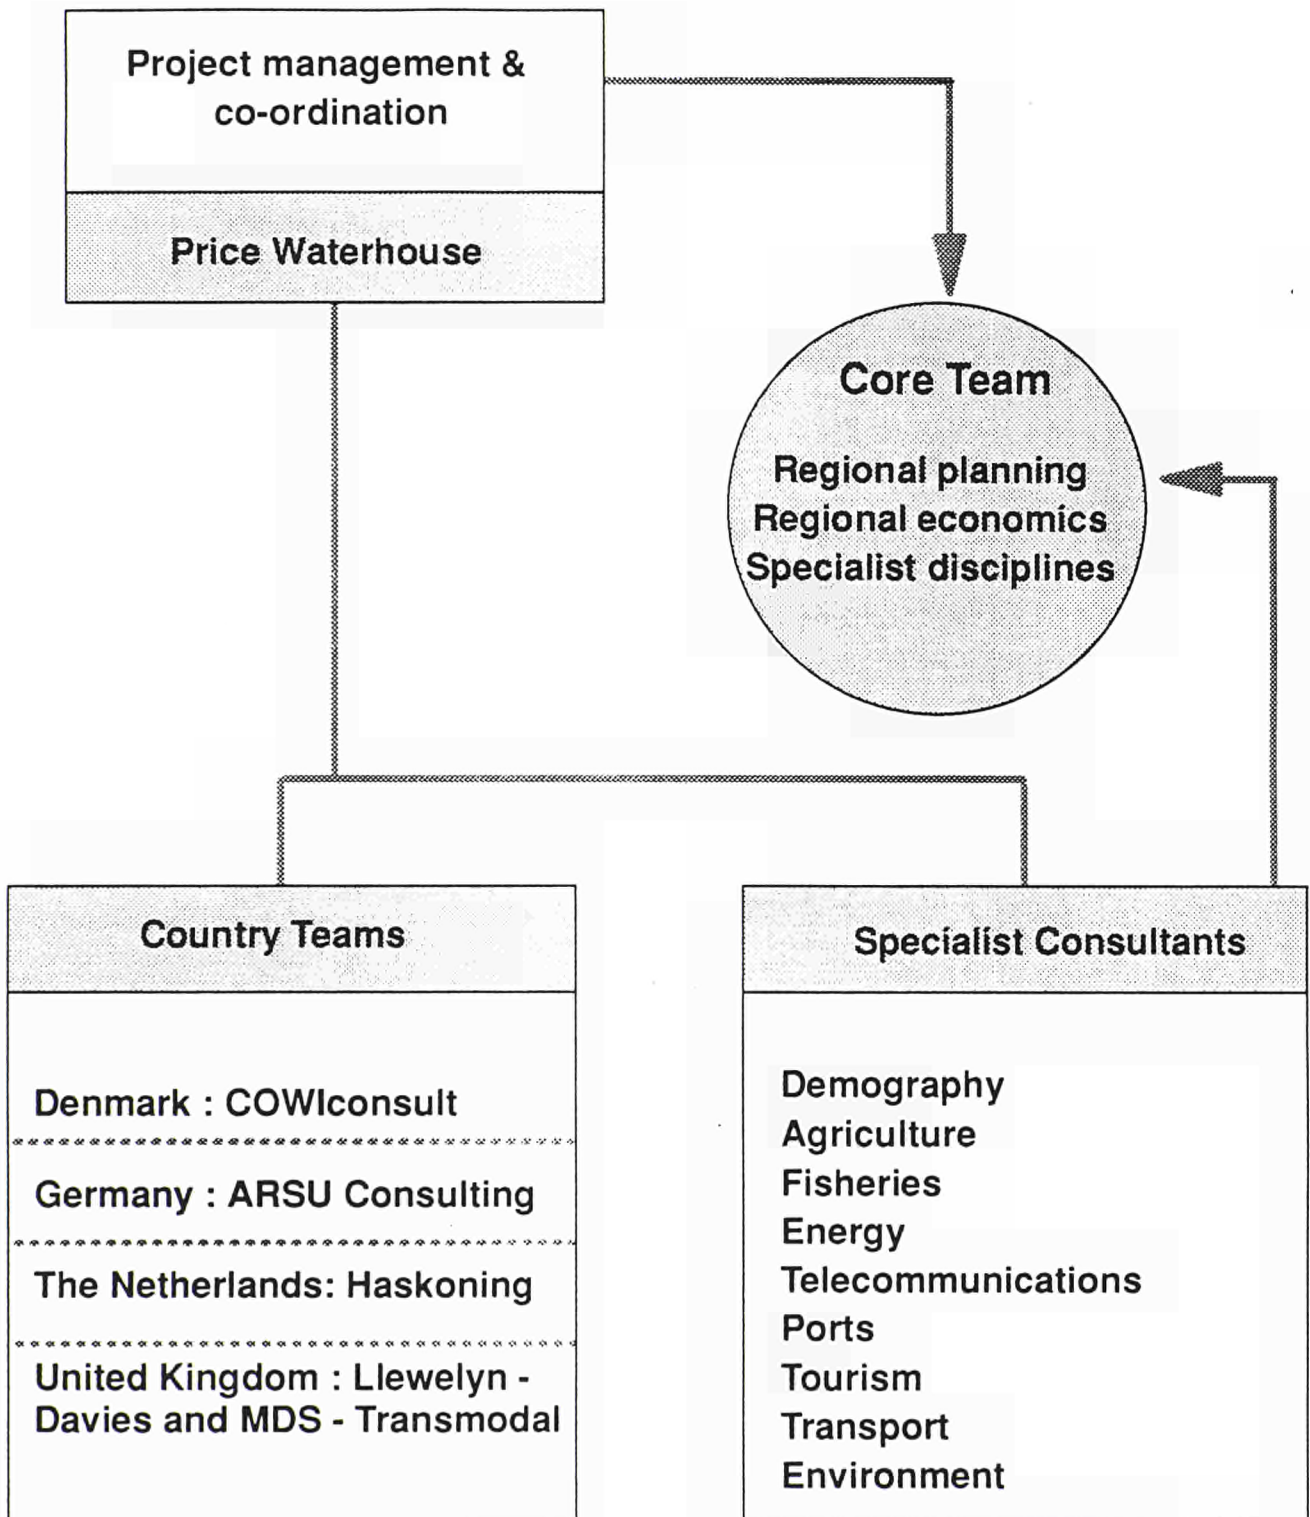 Project management &
co-ordination
Price Waterhouse
Core Team
Regional planning
Regional economics
Specialist disciplines
Country Teams
Denmark : COWIconsult
Germany : ARSU Consulting
The Netherlands: Haskoning
United Kingdom : Llewelyn -
Davies and MDS - Transmodal
Specialist Consultants
Demography
Agriculture
Fisheries
Energy
Telecommunications
Ports
Tourism
Transport
Environment